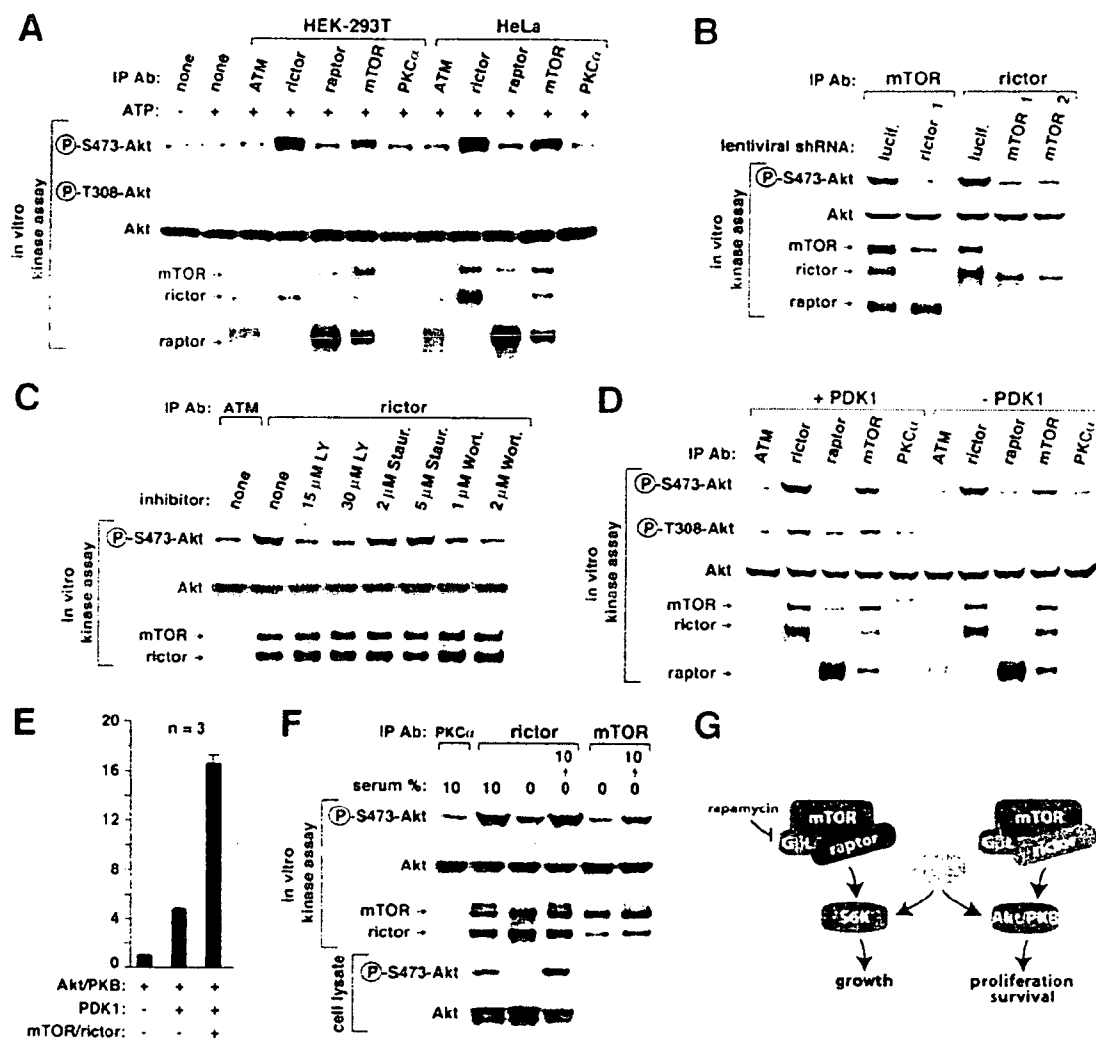 A
HEK-293T HeLa
IP Ab: none none ATM rictor raptor mTOR PKCα ATM rictor raptor mTOR PKCα
ATP: - + + + + + + + + + + +
in vitro kinase assay
P-S473-Akt
P-T308-Akt
Akt
mTOR →
rictor →
raptor →
B
IP Ab: mTOR rictor
lentiviral shRNA: lucif. rictor 1 lucif. mTOR 1 mTOR 2
in vitro kinase assay
P-S473-Akt
Akt
mTOR →
rictor →
raptor →
C
IP Ab: ATM rictor
inhibitor: none none 15 µM LY 30 µM LY 2 µM Staur. 5 µM Staur. 1 µM Wort. 2 µM Wort.
in vitro kinase assay
P-S473-Akt
Akt
mTOR →
rictor →
D
+ PDK1 - PDK1
IP Ab: ATM rictor raptor mTOR PKCα ATM rictor raptor mTOR PKCα
in vitro kinase assay
P-S473-Akt
P-T308-Akt
Akt
mTOR →
rictor →
raptor →
E
n = 3
20
16
12
8
4
0
Akt/PKB: + + +
PDK1: - + +
mTOR/rictor: - - +
F
IP Ab: PKCα rictor mTOR
serum %: 10 10 0 10 ↑ 0 0 10 ↑ 0
in vitro kinase assay
P-S473-Akt
Akt
mTOR →
rictor →
cell lysate
P-S473-Akt
Akt
G
rapamycin
mTOR
GβL
raptor
mTOR
GβL
rictor
S6K
Akt/PKB
growth
proliferation
survival